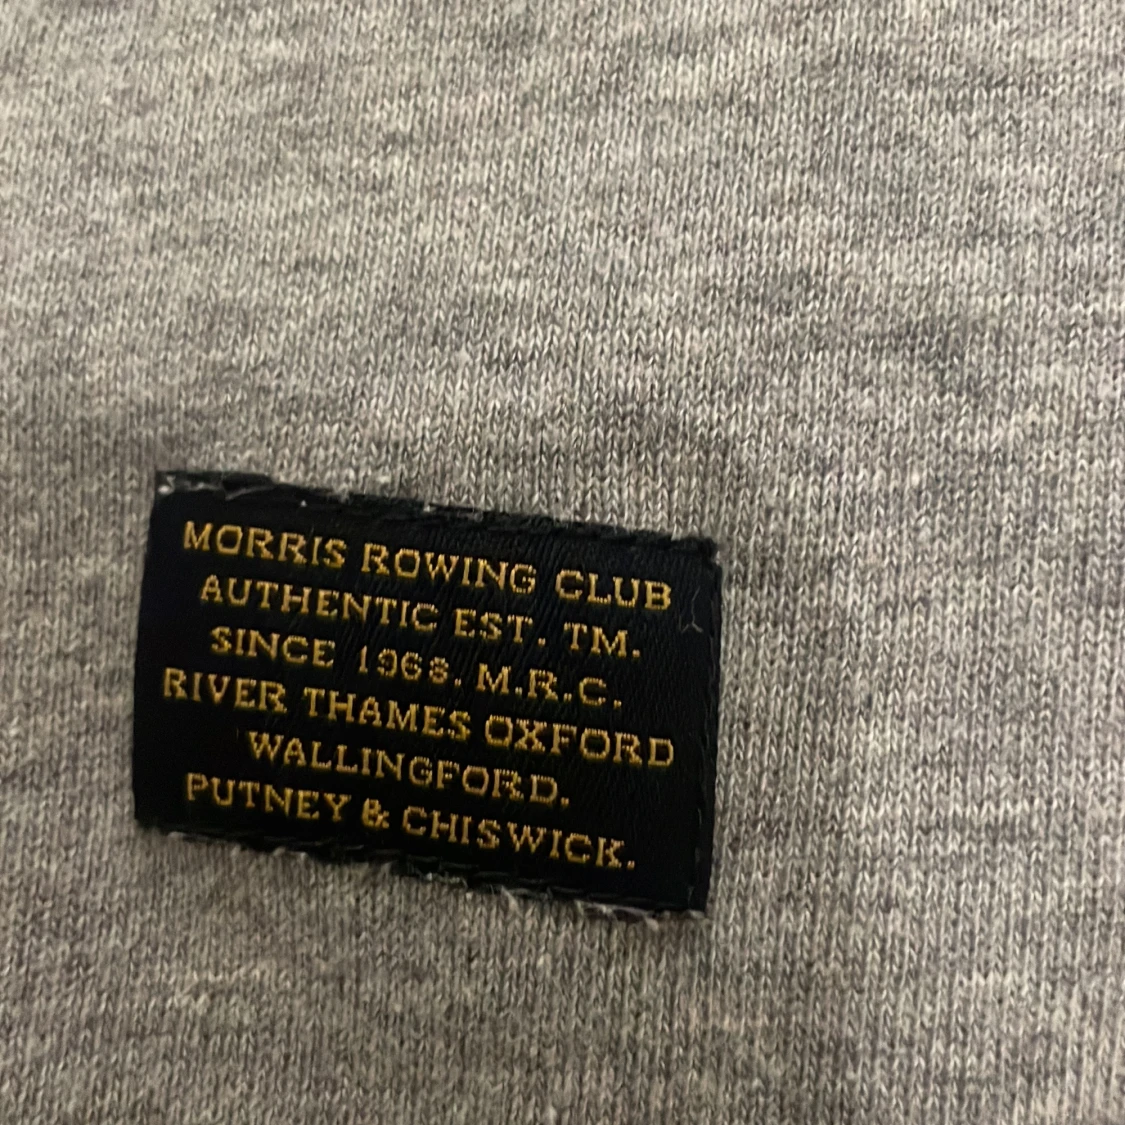 MORRIS ROWING CLUB
AUTHENTIC EST. TM.
SINCE 1968. M.R.C.
RIVER THAMES OXFORD
WALLINGFORD.
PUTNEY & CHISWICK.